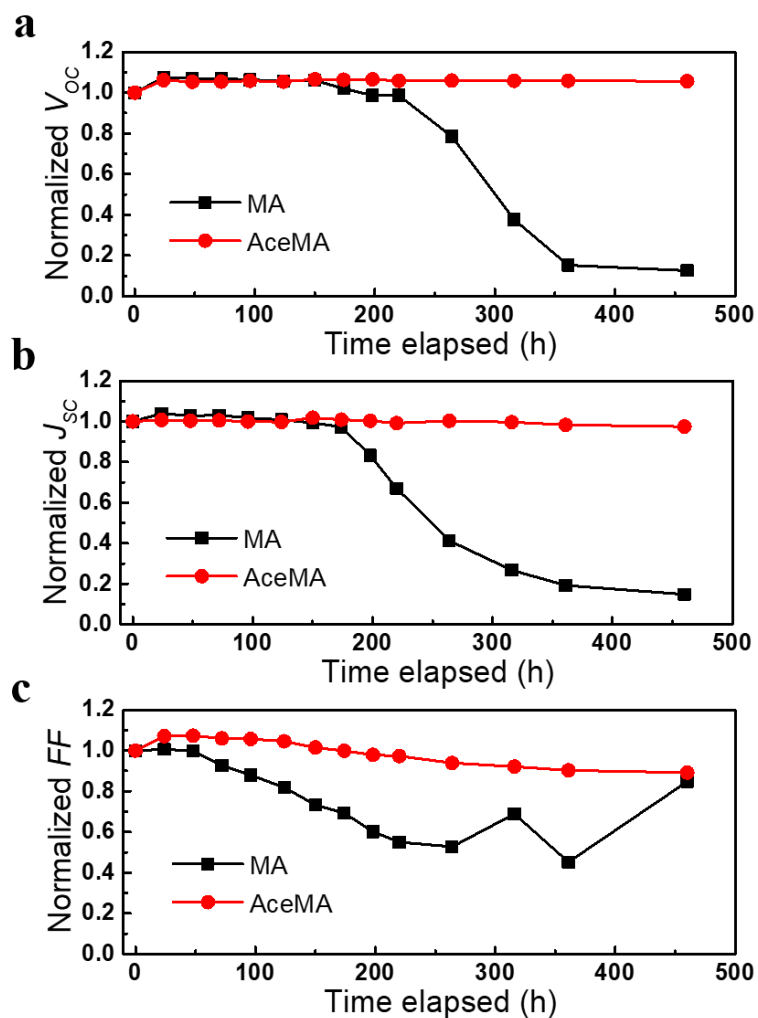 a
Normalized VOC
1.2
1.0
0.8
0.6
0.4
0.2
0.0
MA
AceMA
0 100 200 300 400 500
Time elapsed (h)
b
Normalized JSC
1.2
1.0
0.8
0.6
0.4
0.2
0.0
MA
AceMA
0 100 200 300 400 500
Time elapsed (h)
c
Normalized FF
1.2
1.0
0.8
0.6
0.4
0.2
0.0
MA
AceMA
0 100 200 300 400 500
Time elapsed (h)